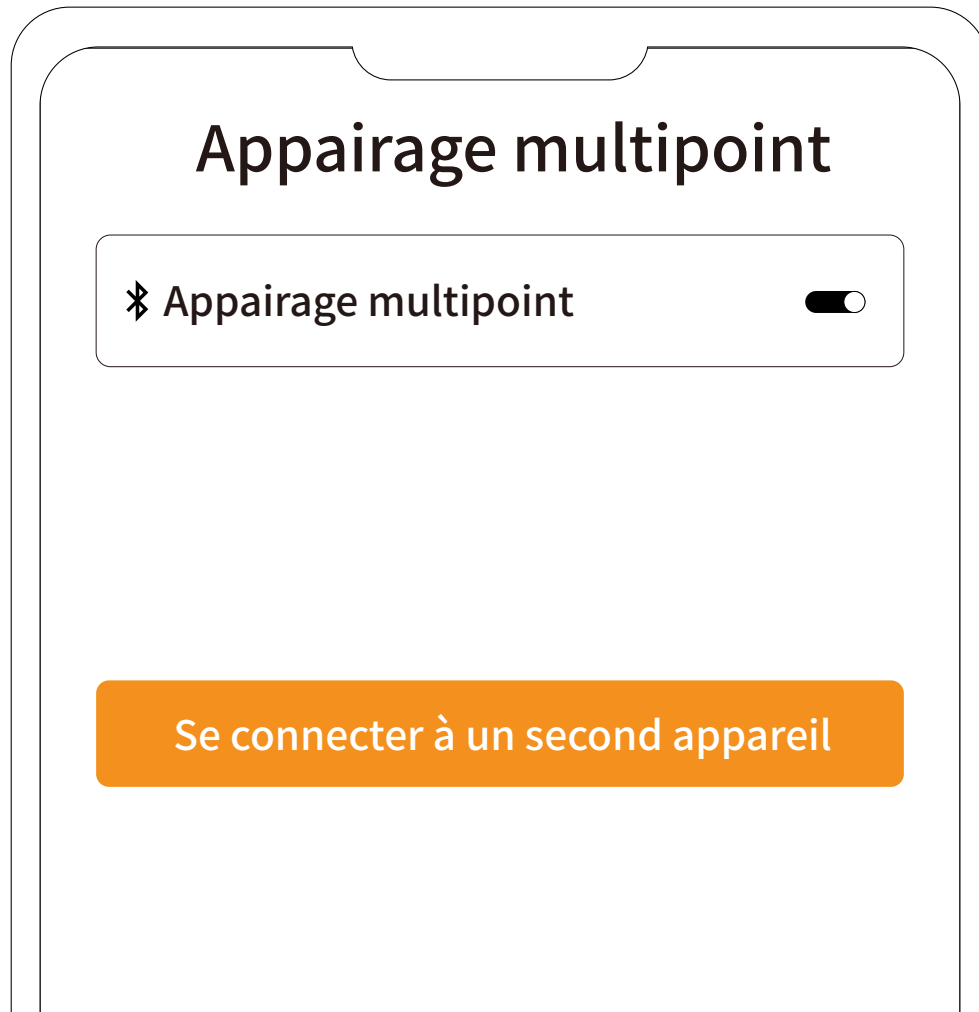 Appairage multipoint
Appairage multipoint
Se connecter à un second appareil